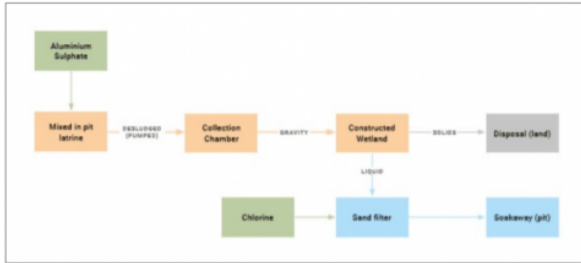 Aluminium
Sulphate
Mixed in pit
latrine
DESLUDGED
(PUMPED)
Collection
Chamber
GRAVITY
Constructed
Wetland
SOLIDS
Disposal (land)
LIQUID
Chlorine
Sand filter
Soakaway (pit)